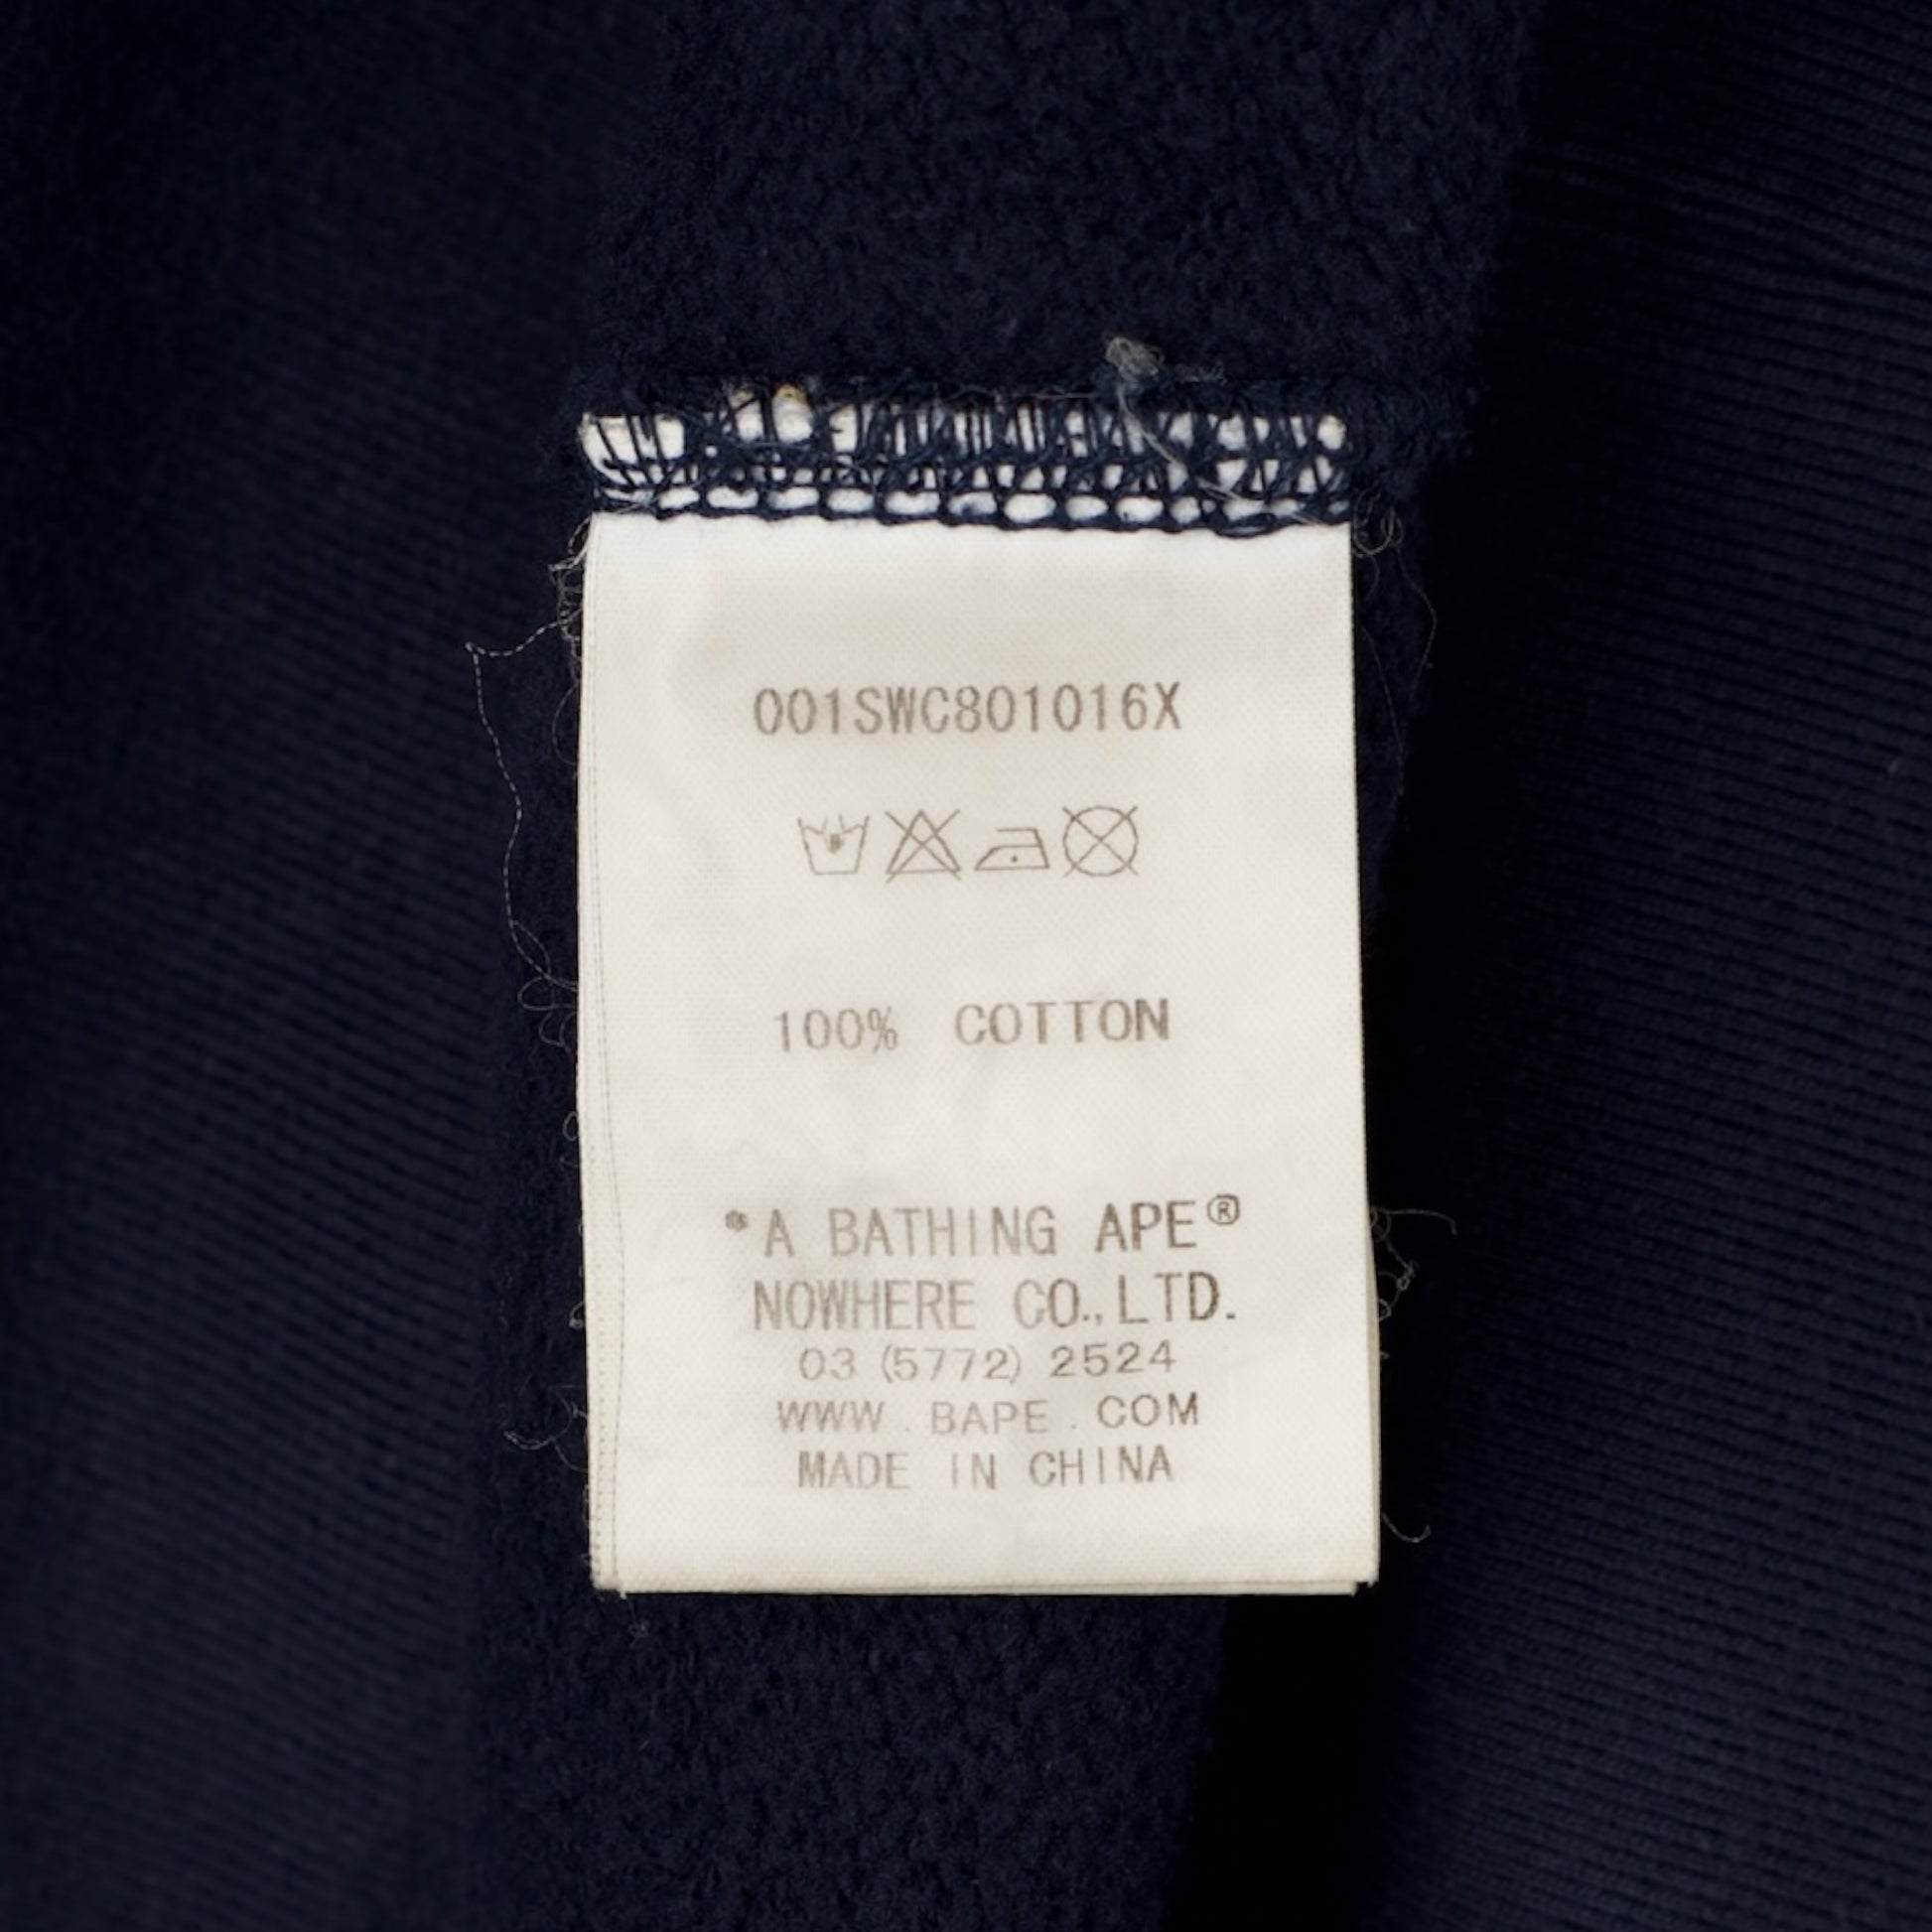 001SWC801016X
100% COTTON
*A BATHING APE®
NOWHERE CO.,LTD.
03 (5772) 2524
WWW . BAPE . COM
MADE IN CHINA